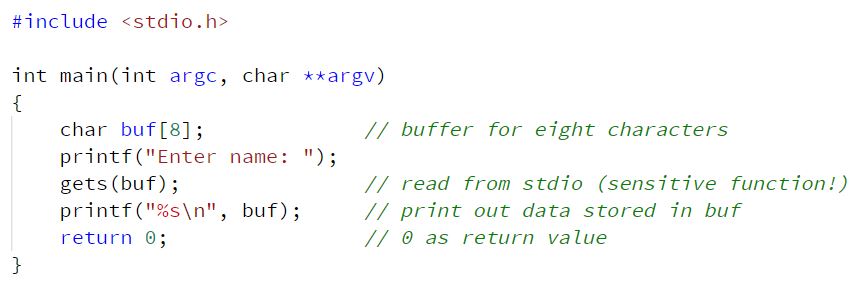 #include <stdio.h>
int main(int argc, char **argv)
{
    char buf[8];             // buffer for eight characters
    printf("Enter name: ");
    gets(buf);               // read from stdio (sensitive function!)
    printf("%s\n", buf);     // print out data stored in buf
    return 0;                // 0 as return value
}